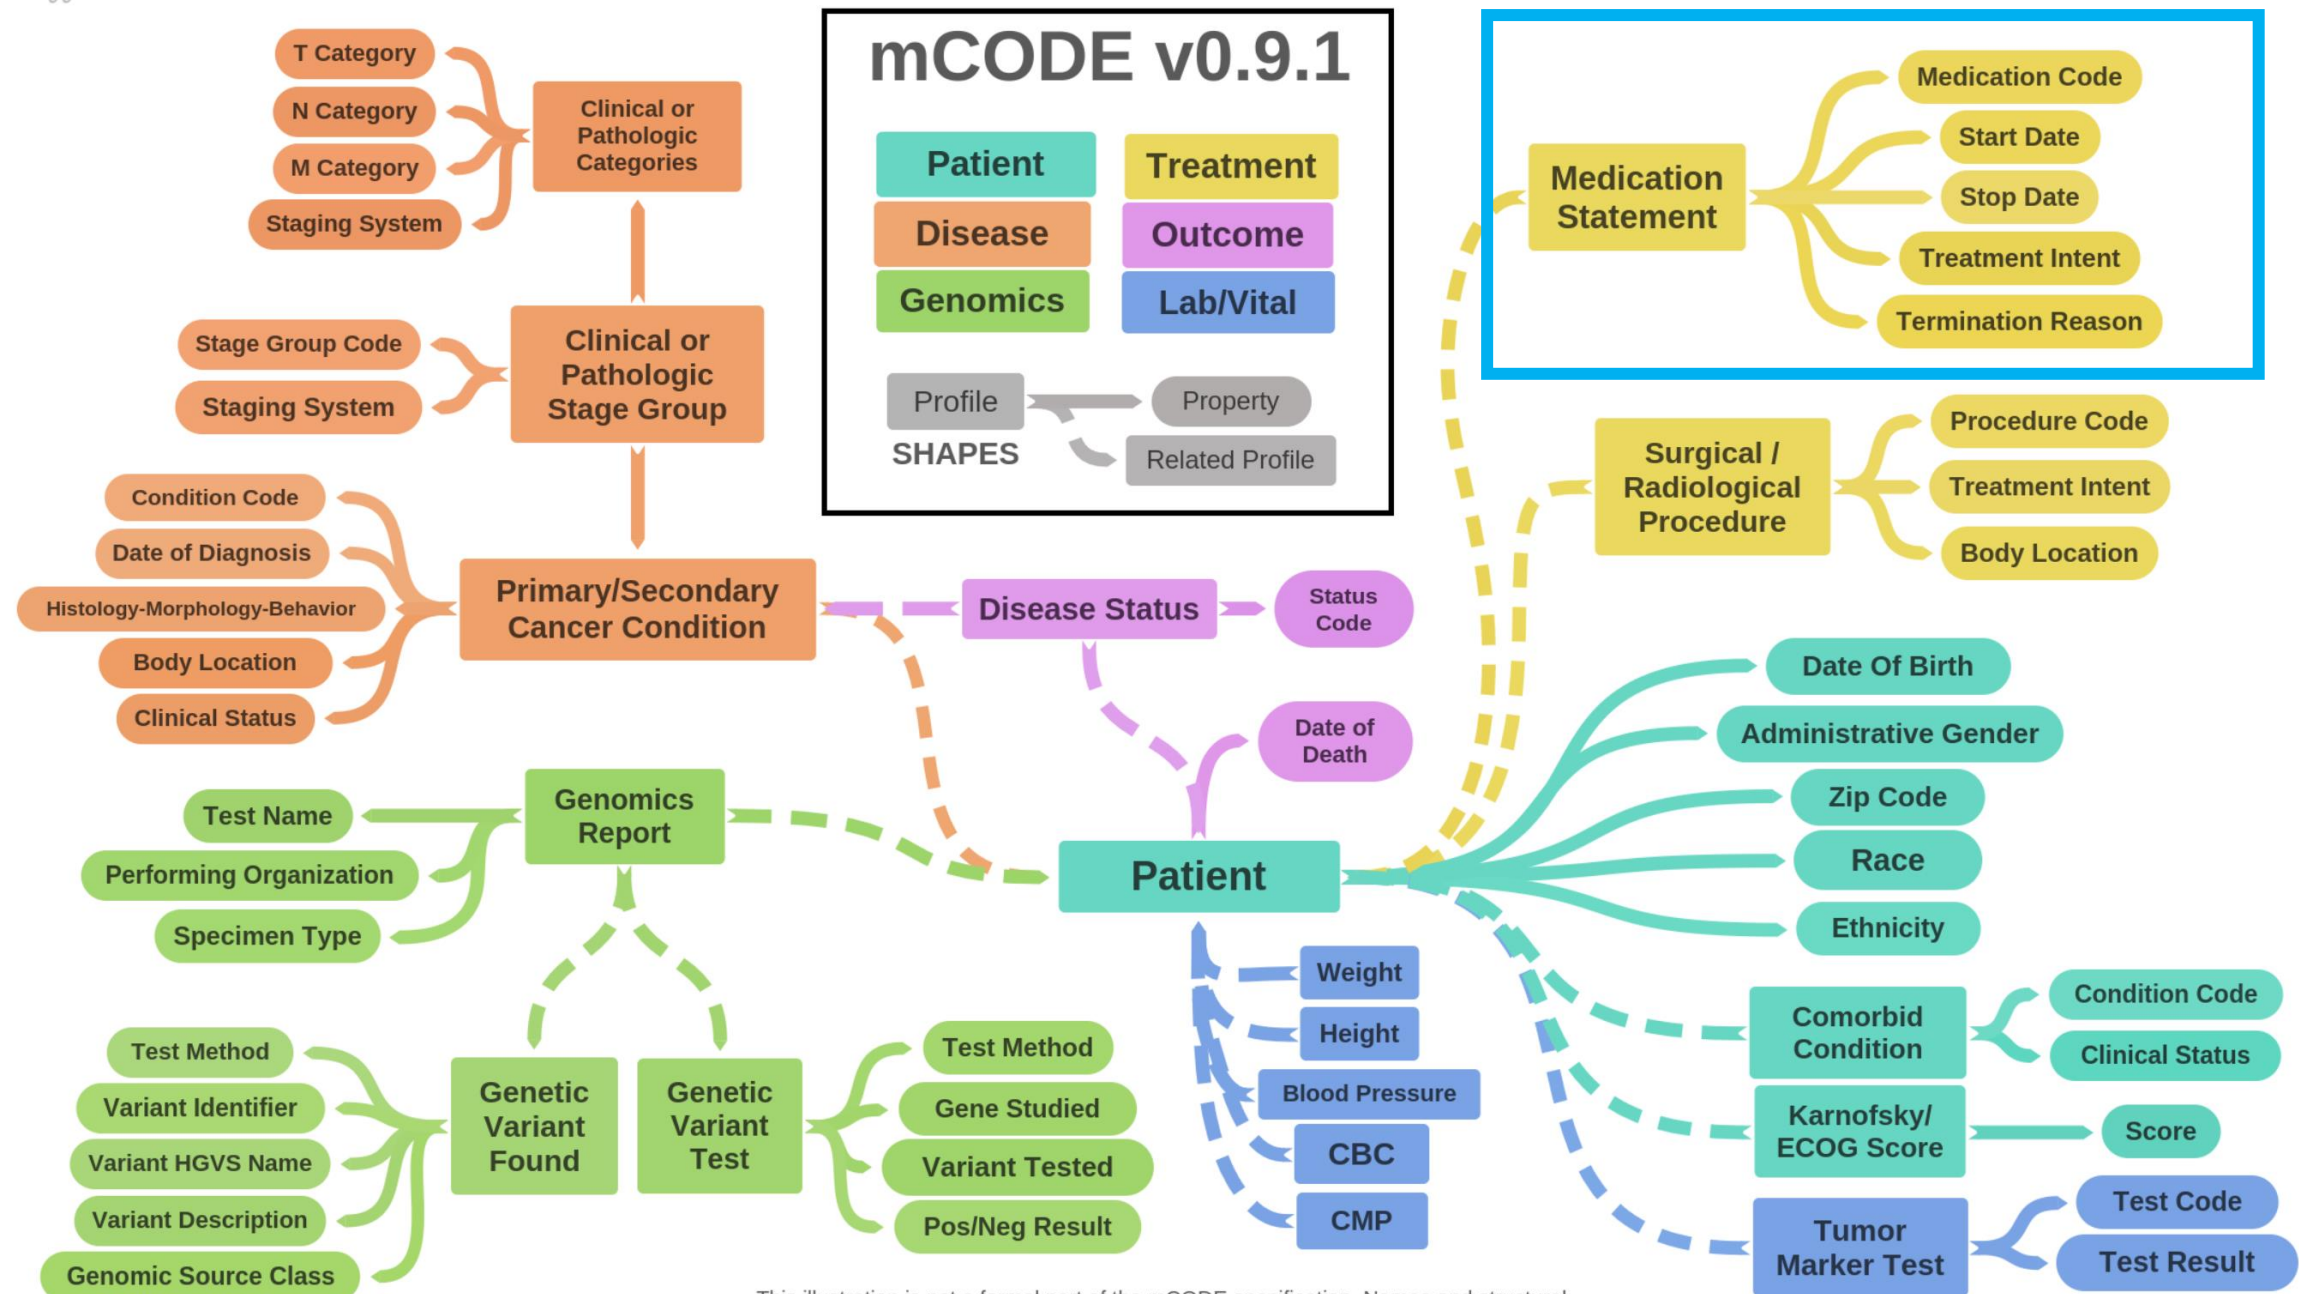 T Category
N Category
M Category
Staging System
Clinical or
Pathologic
Categories
Stage Group Code
Staging System
Clinical or
Pathologic
Stage Group
Condition Code
Date of Diagnosis
Histology-Morphology-Behavior
Body Location
Clinical Status
Primary/Secondary
Cancer Condition
mCODE v0.9.1
Patient
Treatment
Disease
Outcome
Genomics
Lab/Vital
Profile
Property
SHAPES
Related Profile
Medication
Statement
Medication Code
Start Date
Stop Date
Treatment Intent
Termination Reason
Surgical /
Radiological
Procedure
Procedure Code
Treatment Intent
Body Location
Disease Status
Status
Code
Date of
Death
Patient
Date Of Birth
Administrative Gender
Zip Code
Race
Ethnicity
Genomics
Report
Test Name
Performing Organization
Specimen Type
Test Method
Variant Identifier
Variant HGVS Name
Variant Description
Genomic Source Class
Genetic
Variant
Found
Genetic
Variant
Test
Test Method
Gene Studied
Variant Tested
Pos/Neg Result
Weight
Height
Blood Pressure
CBC
CMP
Comorbid
Condition
Condition Code
Clinical Status
Karnofsky/
ECOG Score
Score
Tumor
Marker Test
Test Code
Test Result